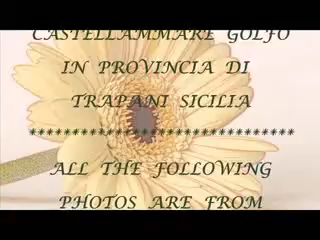 CASTELLAMMARE GOLFO
IN PROVINCIA DI
TRAPANI SICILIA
*******************************
ALL THE FOLLOWING
PHOTOS ARE FROM